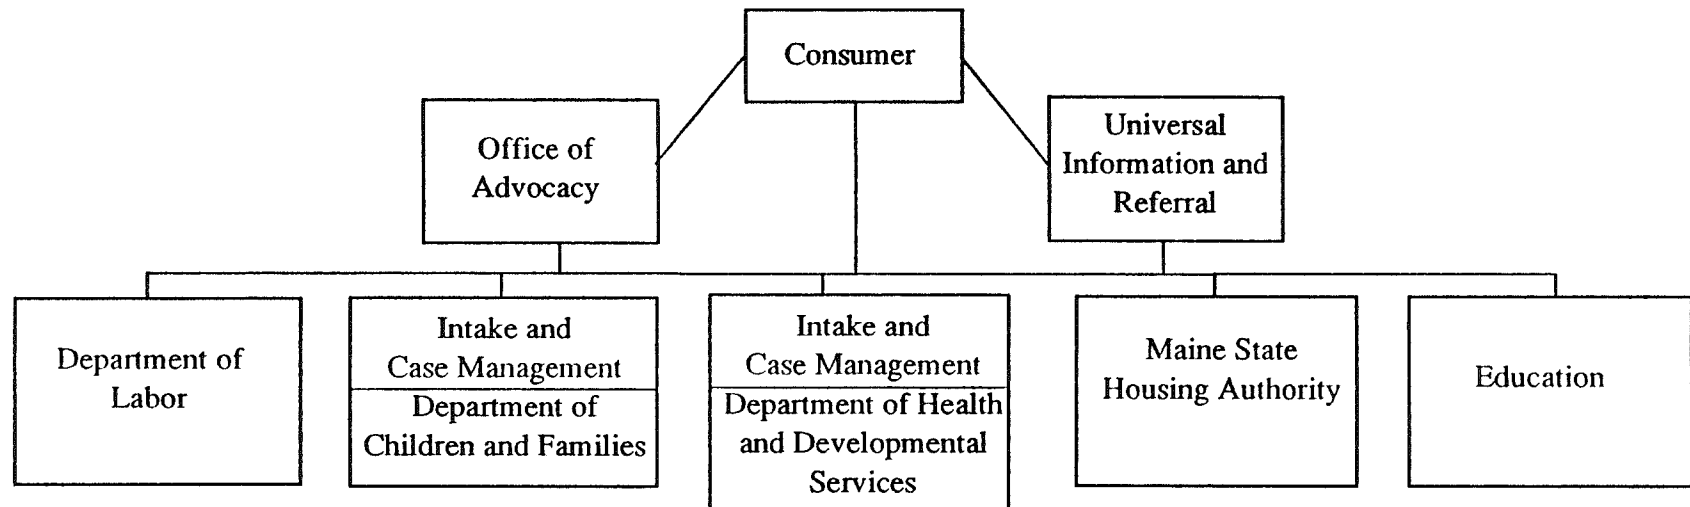 Consumer
Office of
Advocacy
Universal
Information and
Referral
Department of
Labor
Intake and
Case Management
Department of
Children and Families
Intake and
Case Management
Department of Health
and Developmental
Services
Maine State
Housing Authority
Education